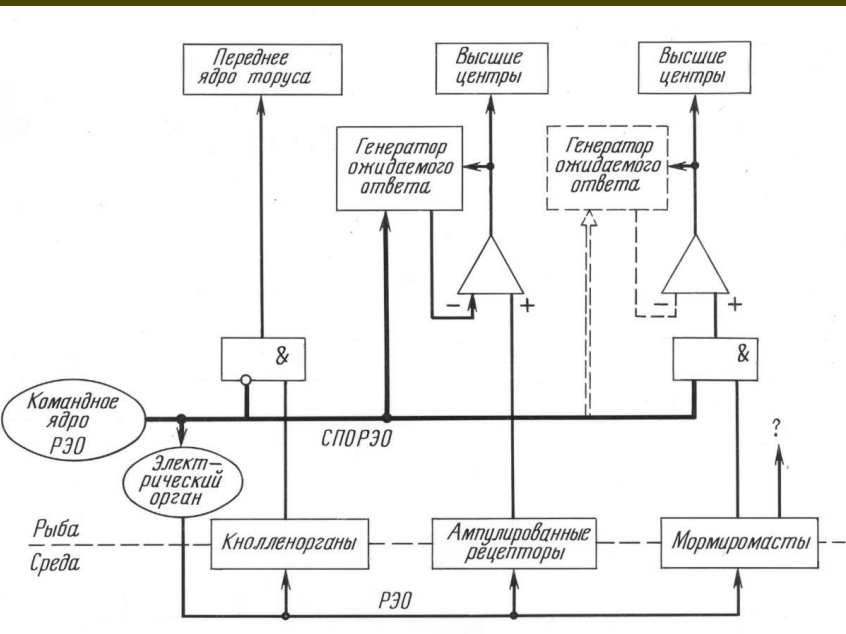 Переднее
ядро торуса
Высшие
центры
Высшие
центры
Генератор
ожидаемого
ответа
Генератор
ожидаемого
ответа
− +
− +
&
&
Командное
ядро
РЭО
СПОРЭО
Элект—
рический
орган
?
Рыба
Среда
Кнолленорганы
Ампулированные
рецепторы
Мормиромасты
РЭО